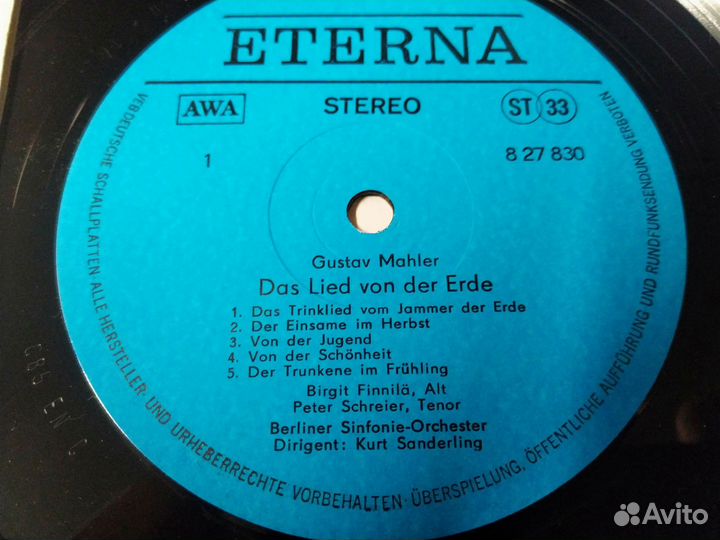 ETERNA
AWA STEREO ST 33
1 8 27 830
Gustav Mahler
Das Lied von der Erde
1. Das Trinklied vom Jammer der Erde
2. Der Einsame im Herbst
3. Von der Jugend
4. Von der Schönheit
5. Der Trunkene im Frühling
Birgit Finnilä, Alt
Peter Schreier, Tenor
Berliner Sinfonie-Orchester
Dirigent: Kurt Sanderling
VEB DEUTSCHE SCHALLPLATTEN · ALLE HERSTELLER- UND URHEBERRECHTE VORBEHALTEN · ÜBERSPIELUNG, ÖFFENTLICHE AUFFÜHRUNG UND RUNDFUNKSENDUNG VERBOTEN
Avito